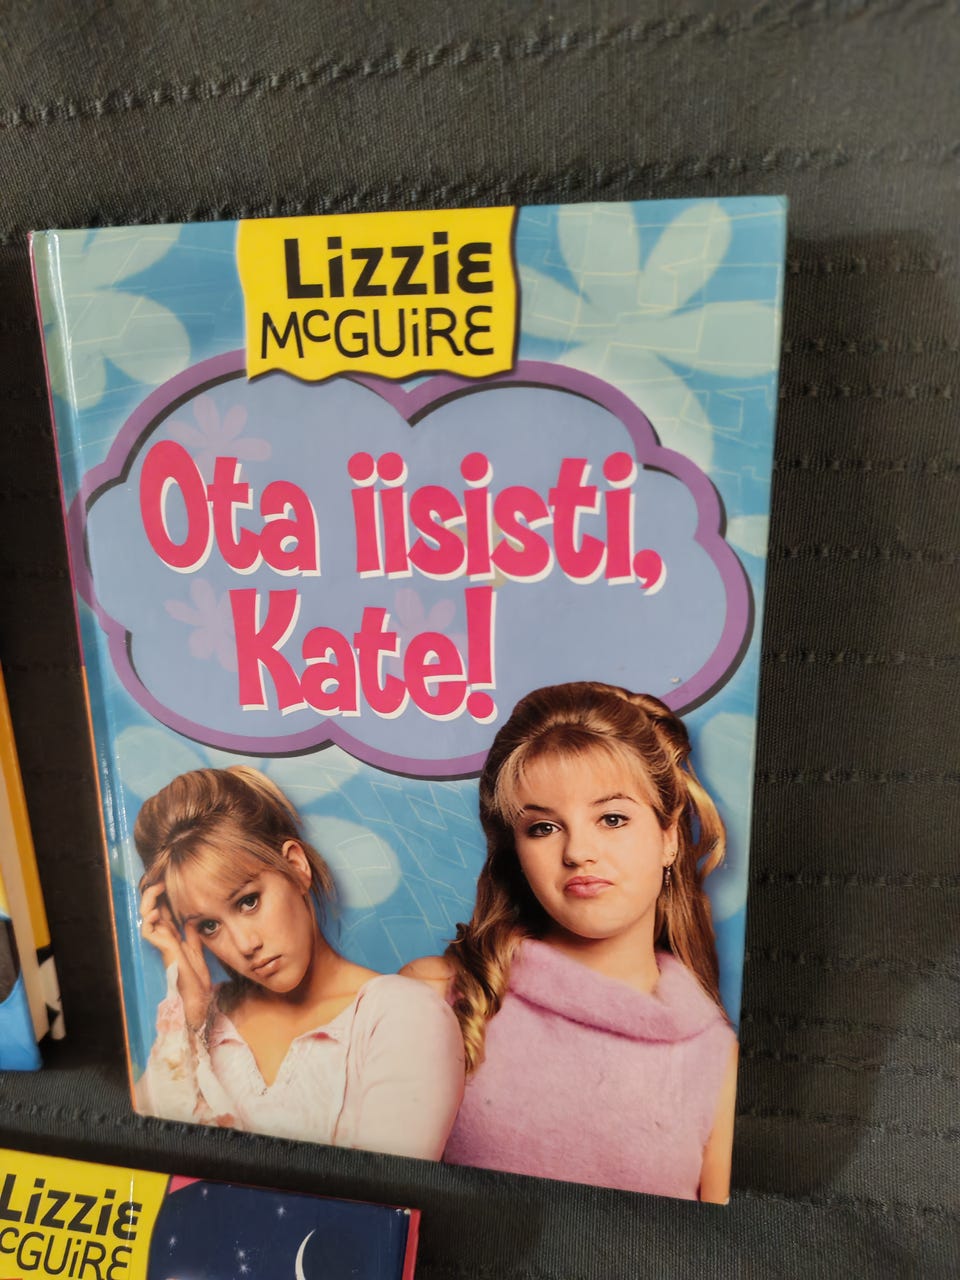 Lizzie
McGUiRE
Ota iisisti,
Kate!
Lizzie
McGUiRE